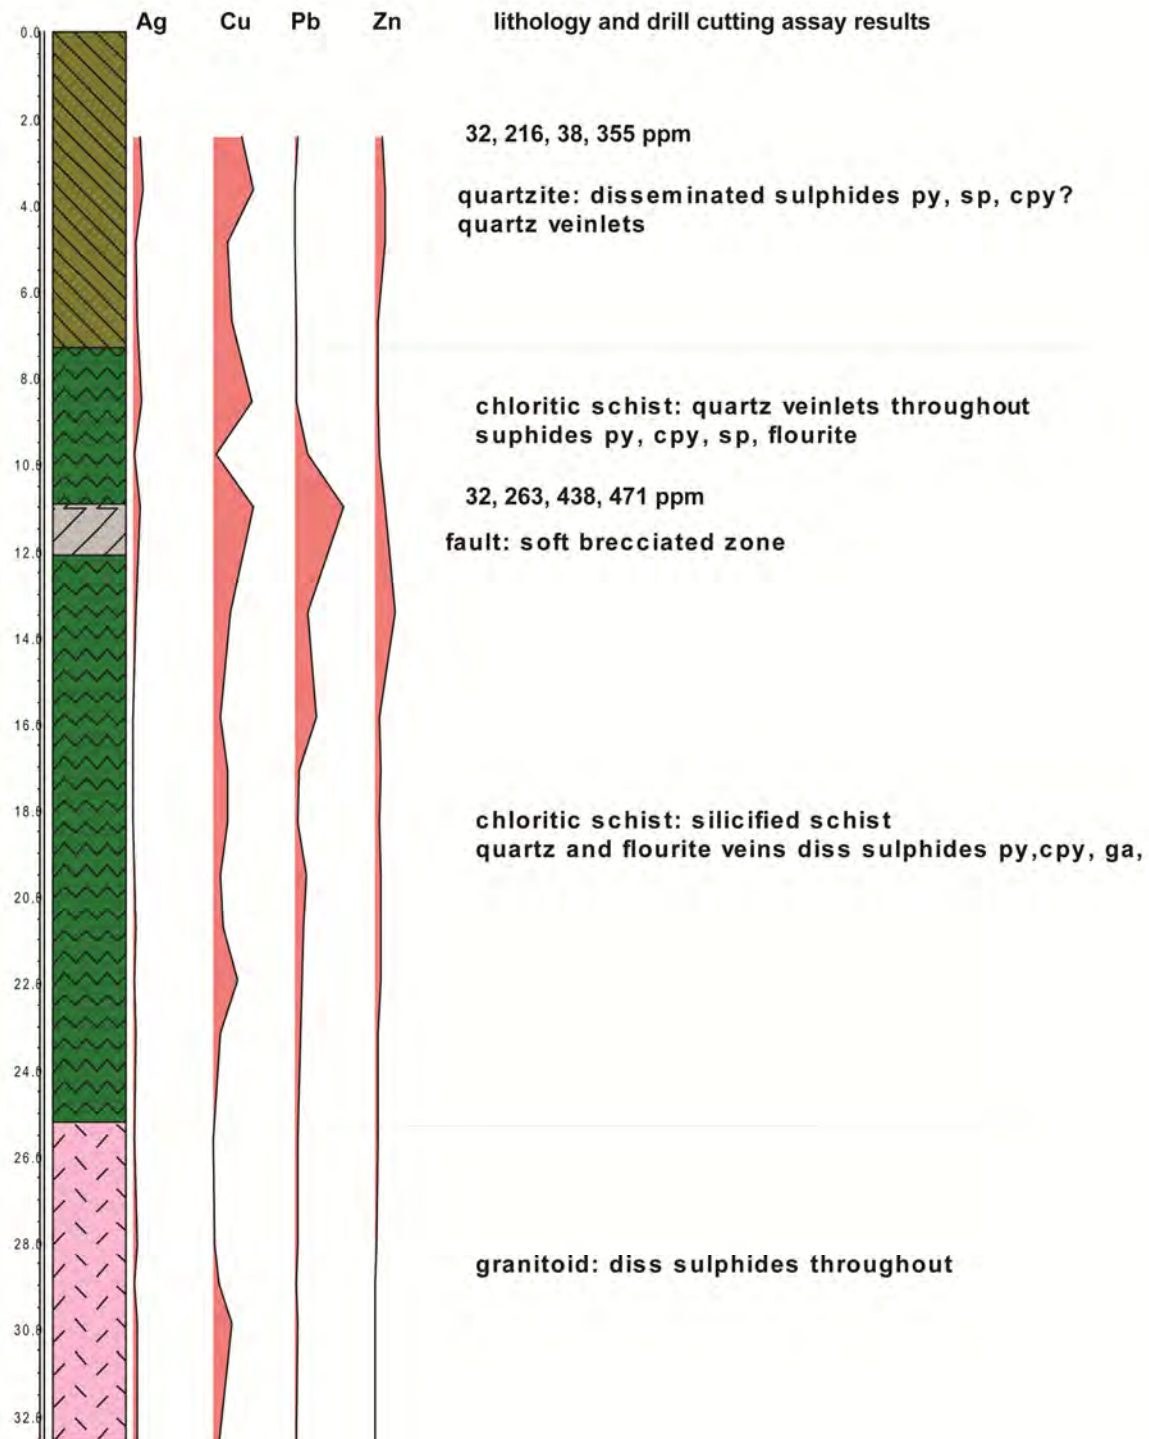 Ag Cu Pb Zn lithology and drill cutting assay results
0.0
2.0
32, 216, 38, 355 ppm
quartzite: disseminated sulphides py, sp, cpy?
4.0
quartz veinlets
6.0
8.0
chloritic schist: quartz veinlets throughout
suphides py, cpy, sp, flourite
10.0
32, 263, 438, 471 ppm
fault: soft brecciated zone
12.0
14.0
16.0
18.0
chloritic schist: silicified schist
quartz and flourite veins diss sulphides py,cpy, ga,
20.0
22.0
24.0
26.0
28.0
granitoid: diss sulphides throughout
30.0
32.0